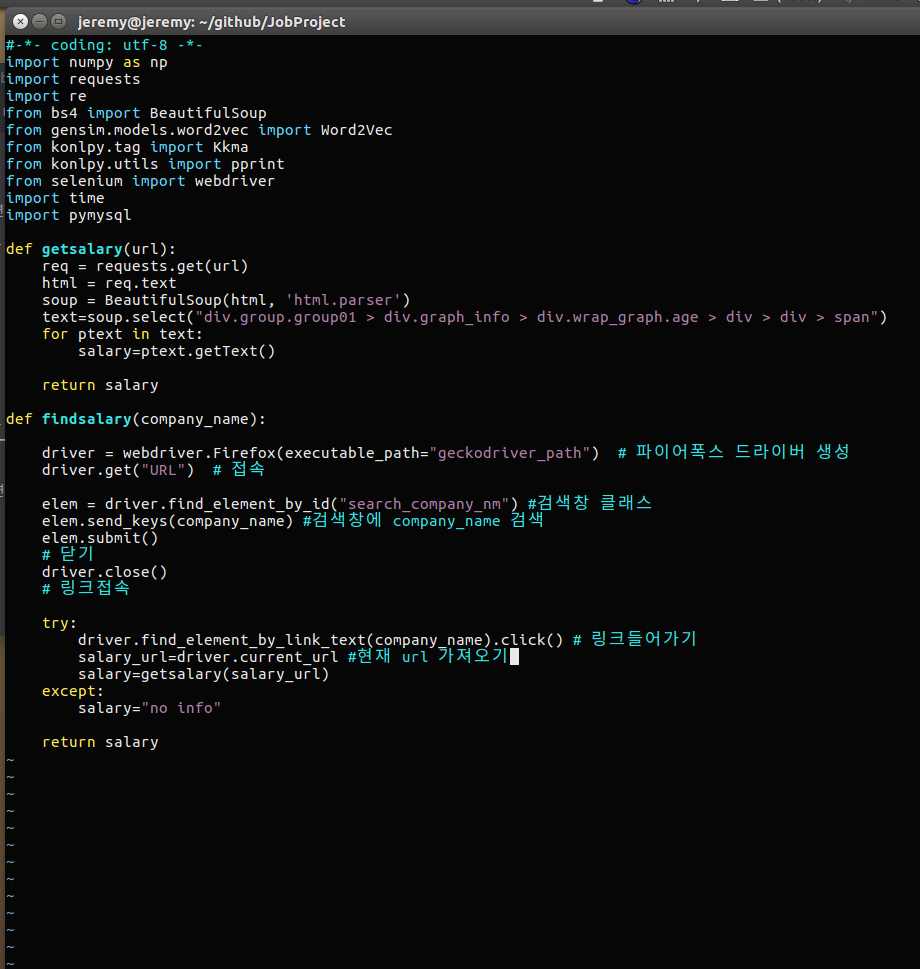 jeremy@jeremy: ~/github/JobProject
#-*- coding: utf-8 -*-
import numpy as np
import requests
import re
from bs4 import BeautifulSoup
from gensim.models.word2vec import Word2Vec
from konlpy.tag import Kkma
from konlpy.utils import pprint
from selenium import webdriver
import time
import pymysql
def getsalary(url):
    req = requests.get(url)
    html = req.text
    soup = BeautifulSoup(html, 'html.parser')
    text=soup.select("div.group.group01 > div.graph_info > div.wrap_graph.age > div > div > span")
    for ptext in text:
        salary=ptext.getText()
    return salary
def findsalary(company_name):
    driver = webdriver.Firefox(executable_path="geckodriver_path")  # 파이어폭스 드라이버 생성
    driver.get("URL")  # 접속
    elem = driver.find_element_by_id("search_company_nm") #검색창 클래스
    elem.send_keys(company_name) #검색창에 company_name 검색
    elem.submit()
    # 닫기
    driver.close()
    # 링크접속
    try:
        driver.find_element_by_link_text(company_name).click() # 링크들어가기
        salary_url=driver.current_url #현재 url 가져오기
        salary=getsalary(salary_url)
    except:
        salary="no info"
    return salary
~
~
~
~
~
~
~
~
~
~
~
~
~